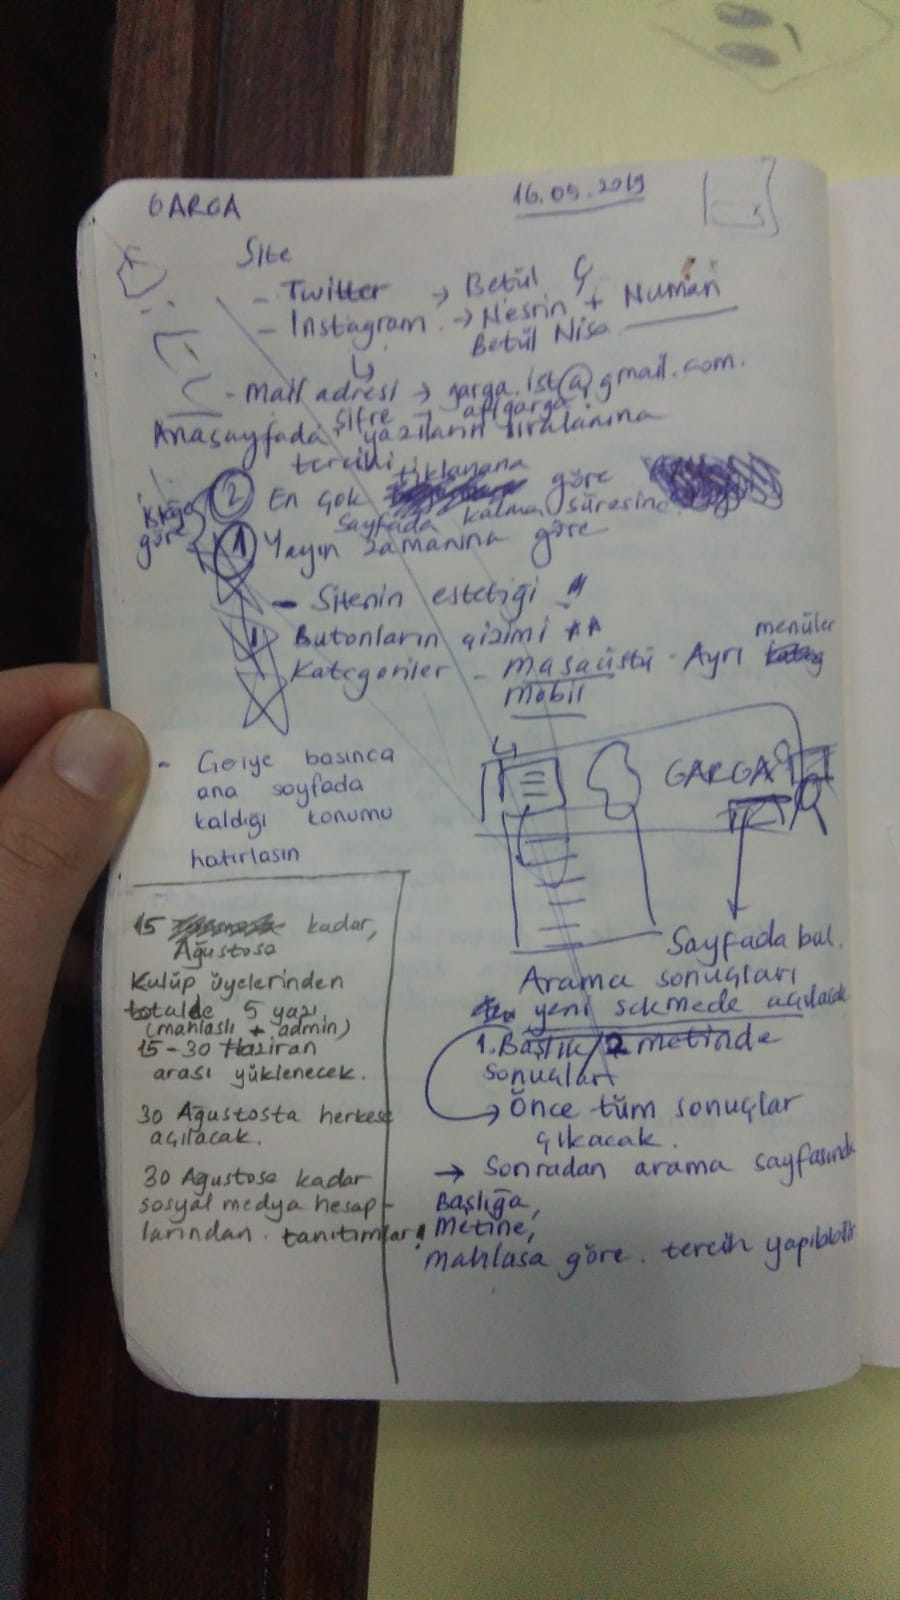 GARGA
16.05.2019
Site
- Twitter → Betül Ç
- Instagram → Nesrin + Numan
Betül Nisa
- Mail adresi → garga.ist@gmail.com.
şifre →
Anasayfada yazıların sıralanma
tercihi
tıklanana
2 En çok göre
sayfada kalma süresine
isteğe
göre
1 Yayın zamanına göre
- Sitenin estetiği
Butonların çizimi
menüler
Kategoriler - masaüstü - Ayrı
mobil
- Geriye basınca
ana sayfada
kaldığı konumu
hatırlasın
GARGA
15 kadar,
Ağustosa
Kulüp üyelerinden
totalde 5 yazı
(mahlaslı + admin)
15-30 Haziran
arası yüklenecek.
30 Ağustosta herkese
açılacak.
30 Ağustosa kadar
sosyal medya hesap-
larından. tanıtımlar!
Sayfada bul.
Arama sonuçları
yeni sekmede açılacak
1. Başlık/2 metinde
sonuçları
→ Önce tüm sonuçlar
çıkacak.
→ Sonradan arama sayfasında
Başlığa,
Metine,
mahlasa göre. tercih yapılabilir